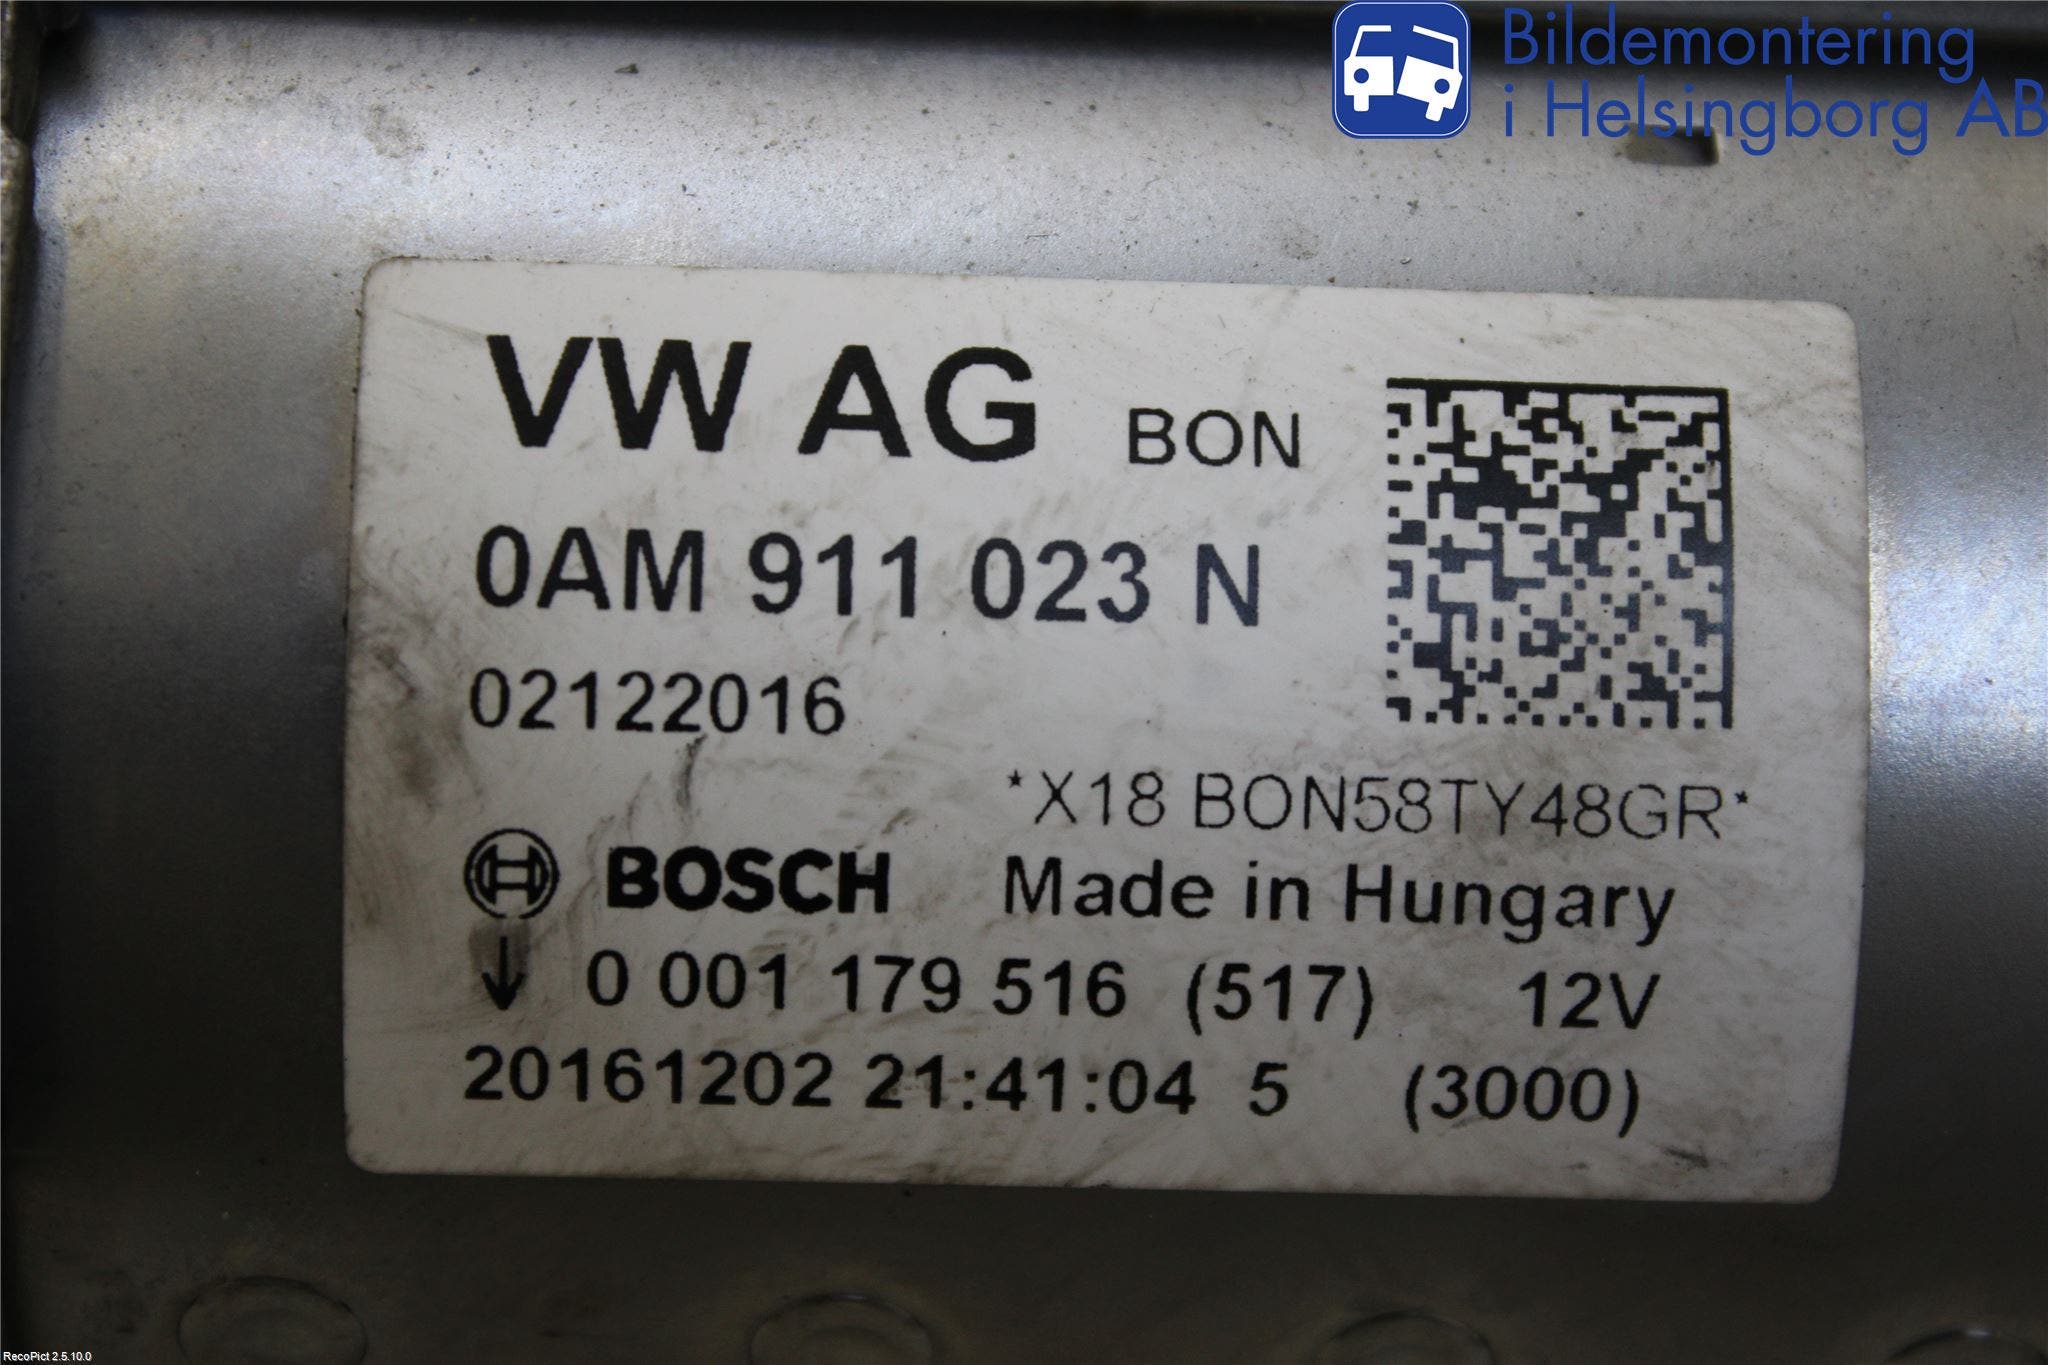 Bildemontering
i Helsingborg AB
VW AG BON
0AM 911 023 N
02122016
*X18 BON58TY48GR*
BOSCH Made in Hungary
0 001 179 516 (517) 12V
20161202 21:41:04 5 (3000)
RecoPict 2.5.10.0